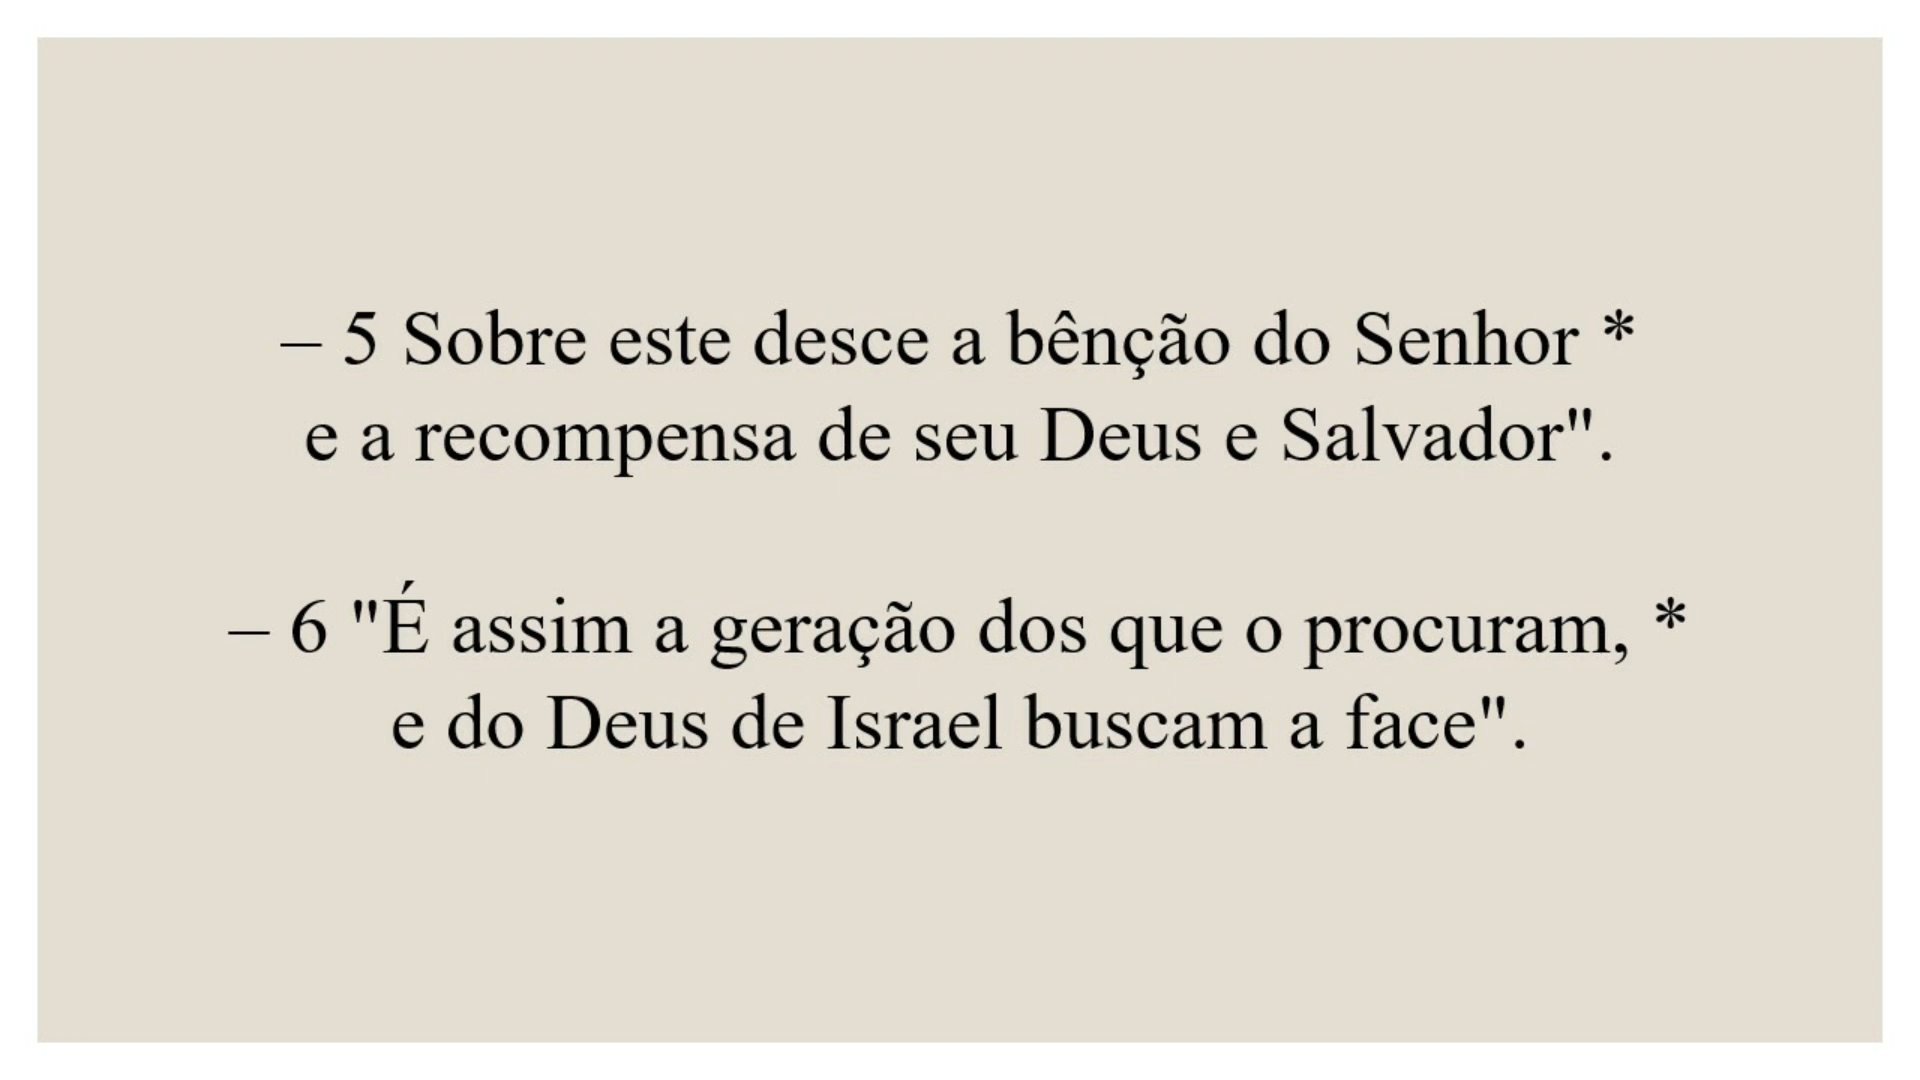 – 5 Sobre este desce a bênção do Senhor *
e a recompensa de seu Deus e Salvador".
– 6 "É assim a geração dos que o procuram, *
e do Deus de Israel buscam a face".